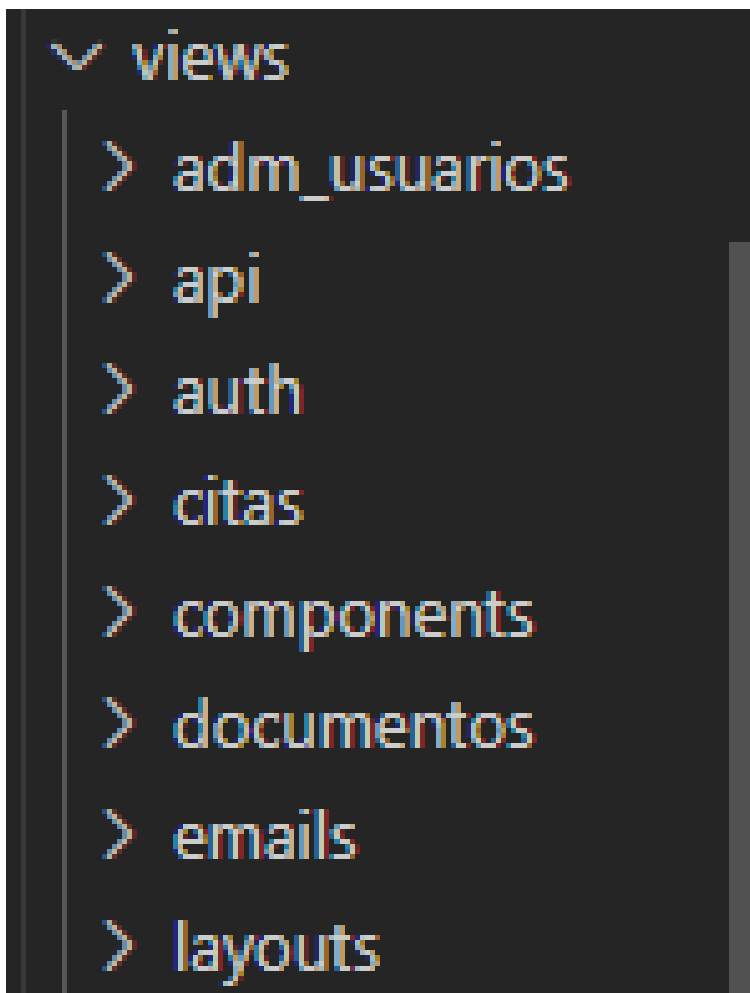 views
adm_usuarios
api
auth
citas
components
documentos
emails
layouts